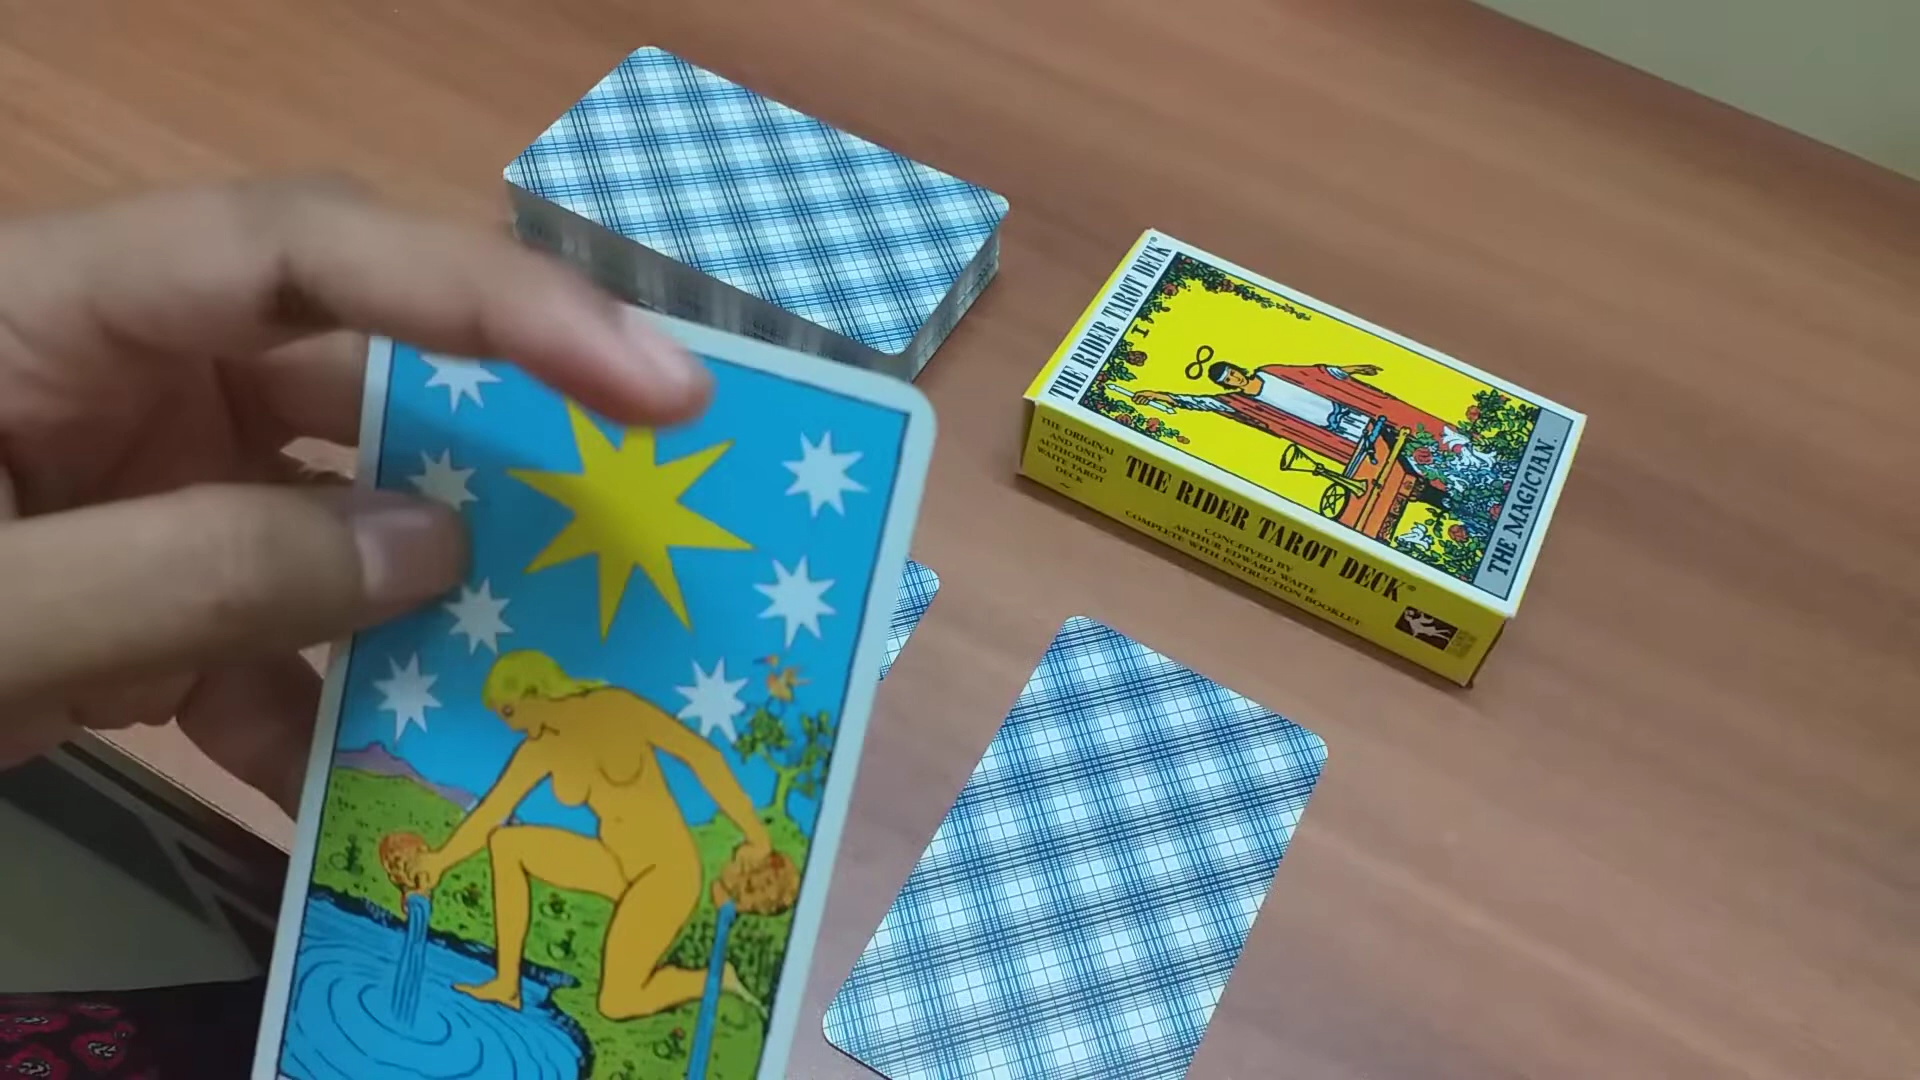 THE RIDER TAROT DECK®
I
THE MAGICIAN.
THE ORIGINAL
AND ONLY
AUTHORIZED
WAITE TAROT
DECK
~
THE RIDER TAROT DECK®
CONCEIVED BY
ARTHUR EDWARD WAITE
COMPLETE WITH INSTRUCTION BOOKLET